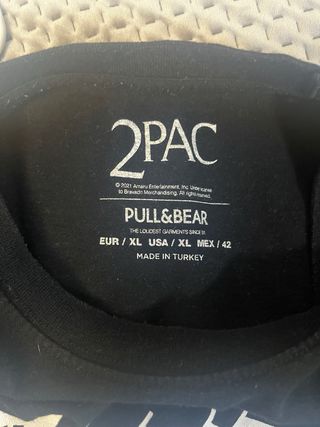 2PAC
© 2021 Amaru Entertainment, Inc. Under license
to Bravado Merchandising. All rights reserved.
PULL&BEAR
THE LOUDEST GARMENTS SINCE 91
EUR / XL USA / XL MEX / 42
MADE IN TURKEY